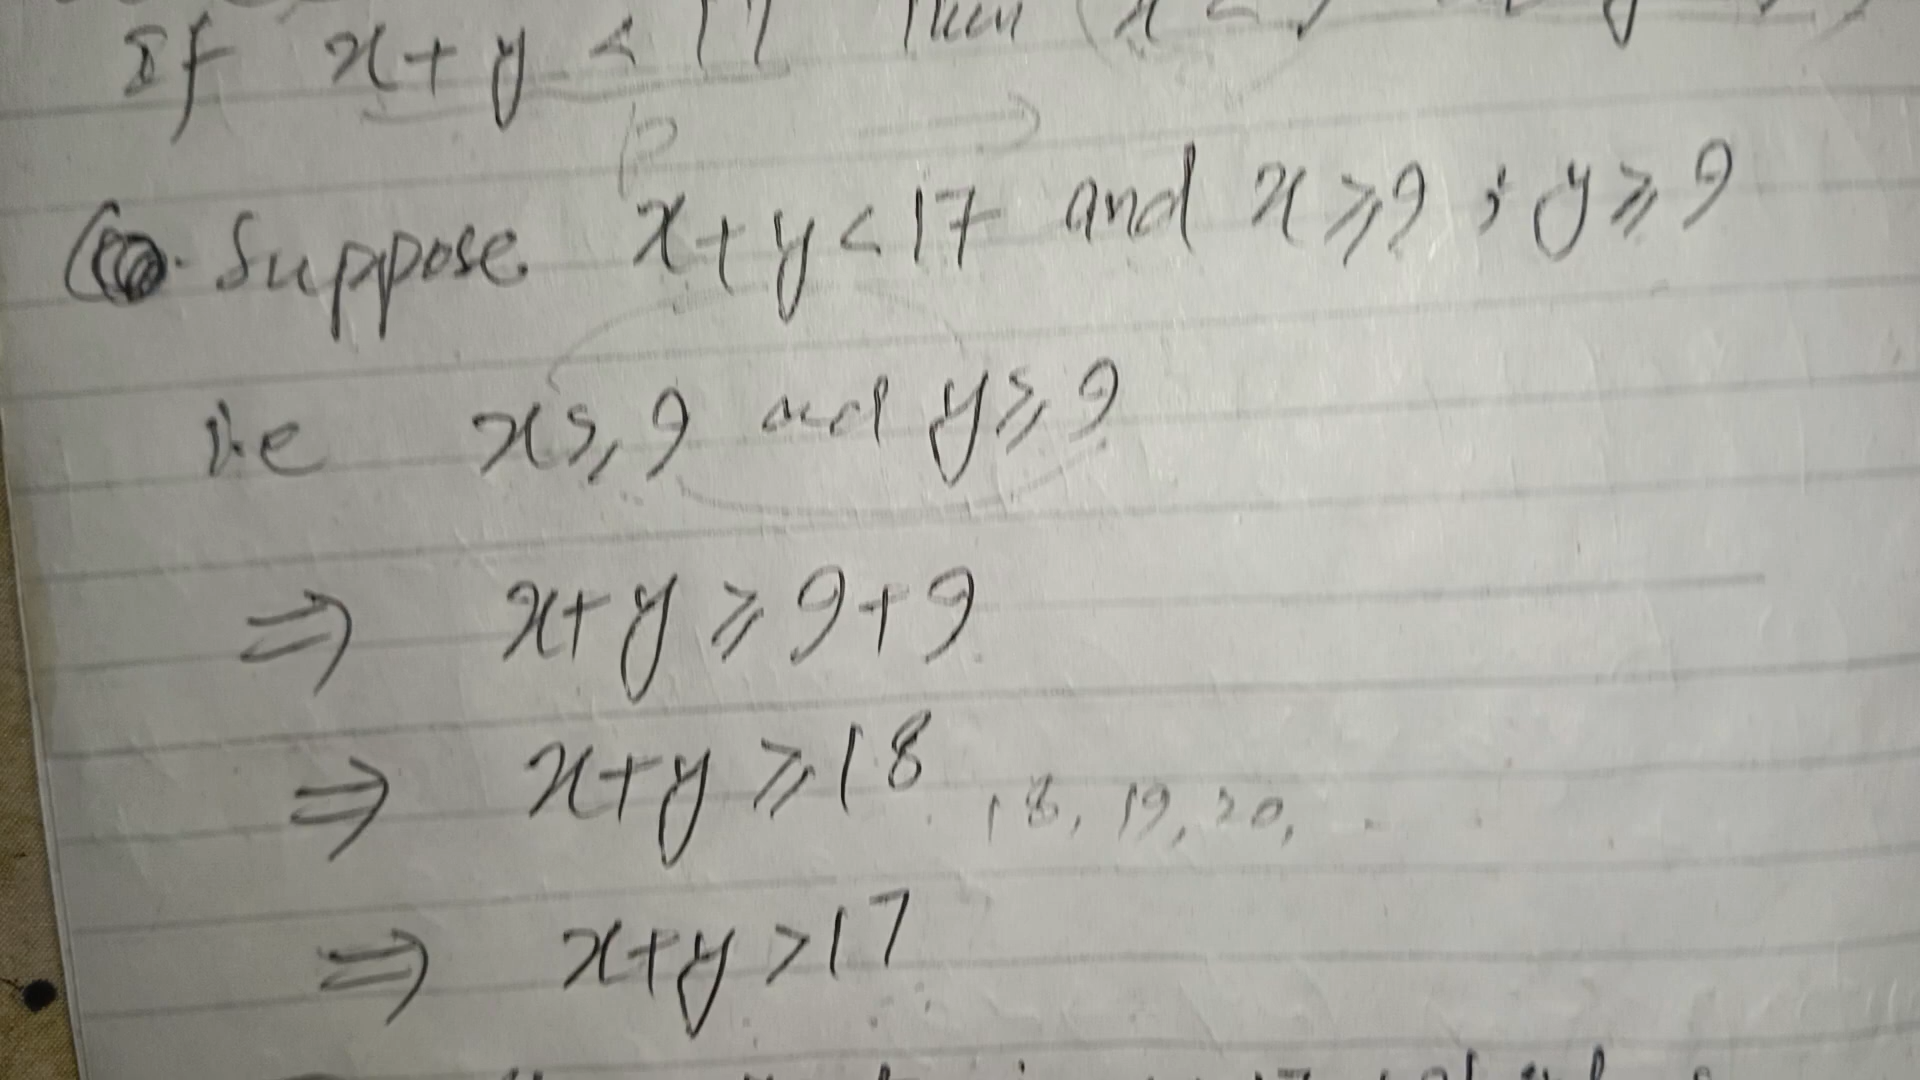 If x+y < 17 Then (x <
P
Suppose x+y<17 and x⩾9 ; y⩾9
i.e x⩾9 and y⩾9
⇒ x+y ⩾ 9+9
⇒ x+y ⩾ 18 18, 19, 20, . .
⇒ x+y >17